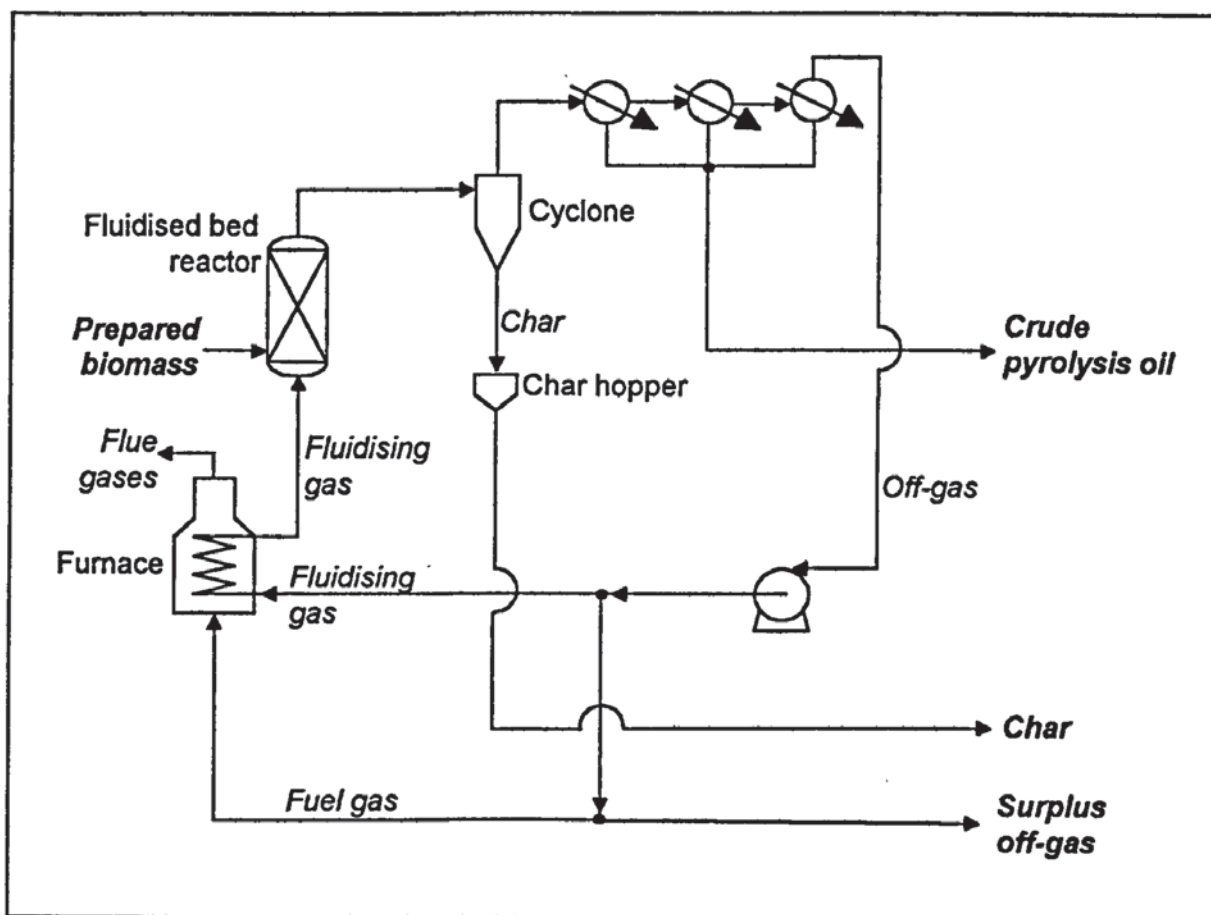 Cyclone
Fluidised bed
reactor
Prepared
biomass
Char
Crude
pyrolysis oil
Char hopper
Flue
gases
Fluidising
gas
Off-gas
Furnace
Fluidising
gas
Char
Fuel gas
Surplus
off-gas